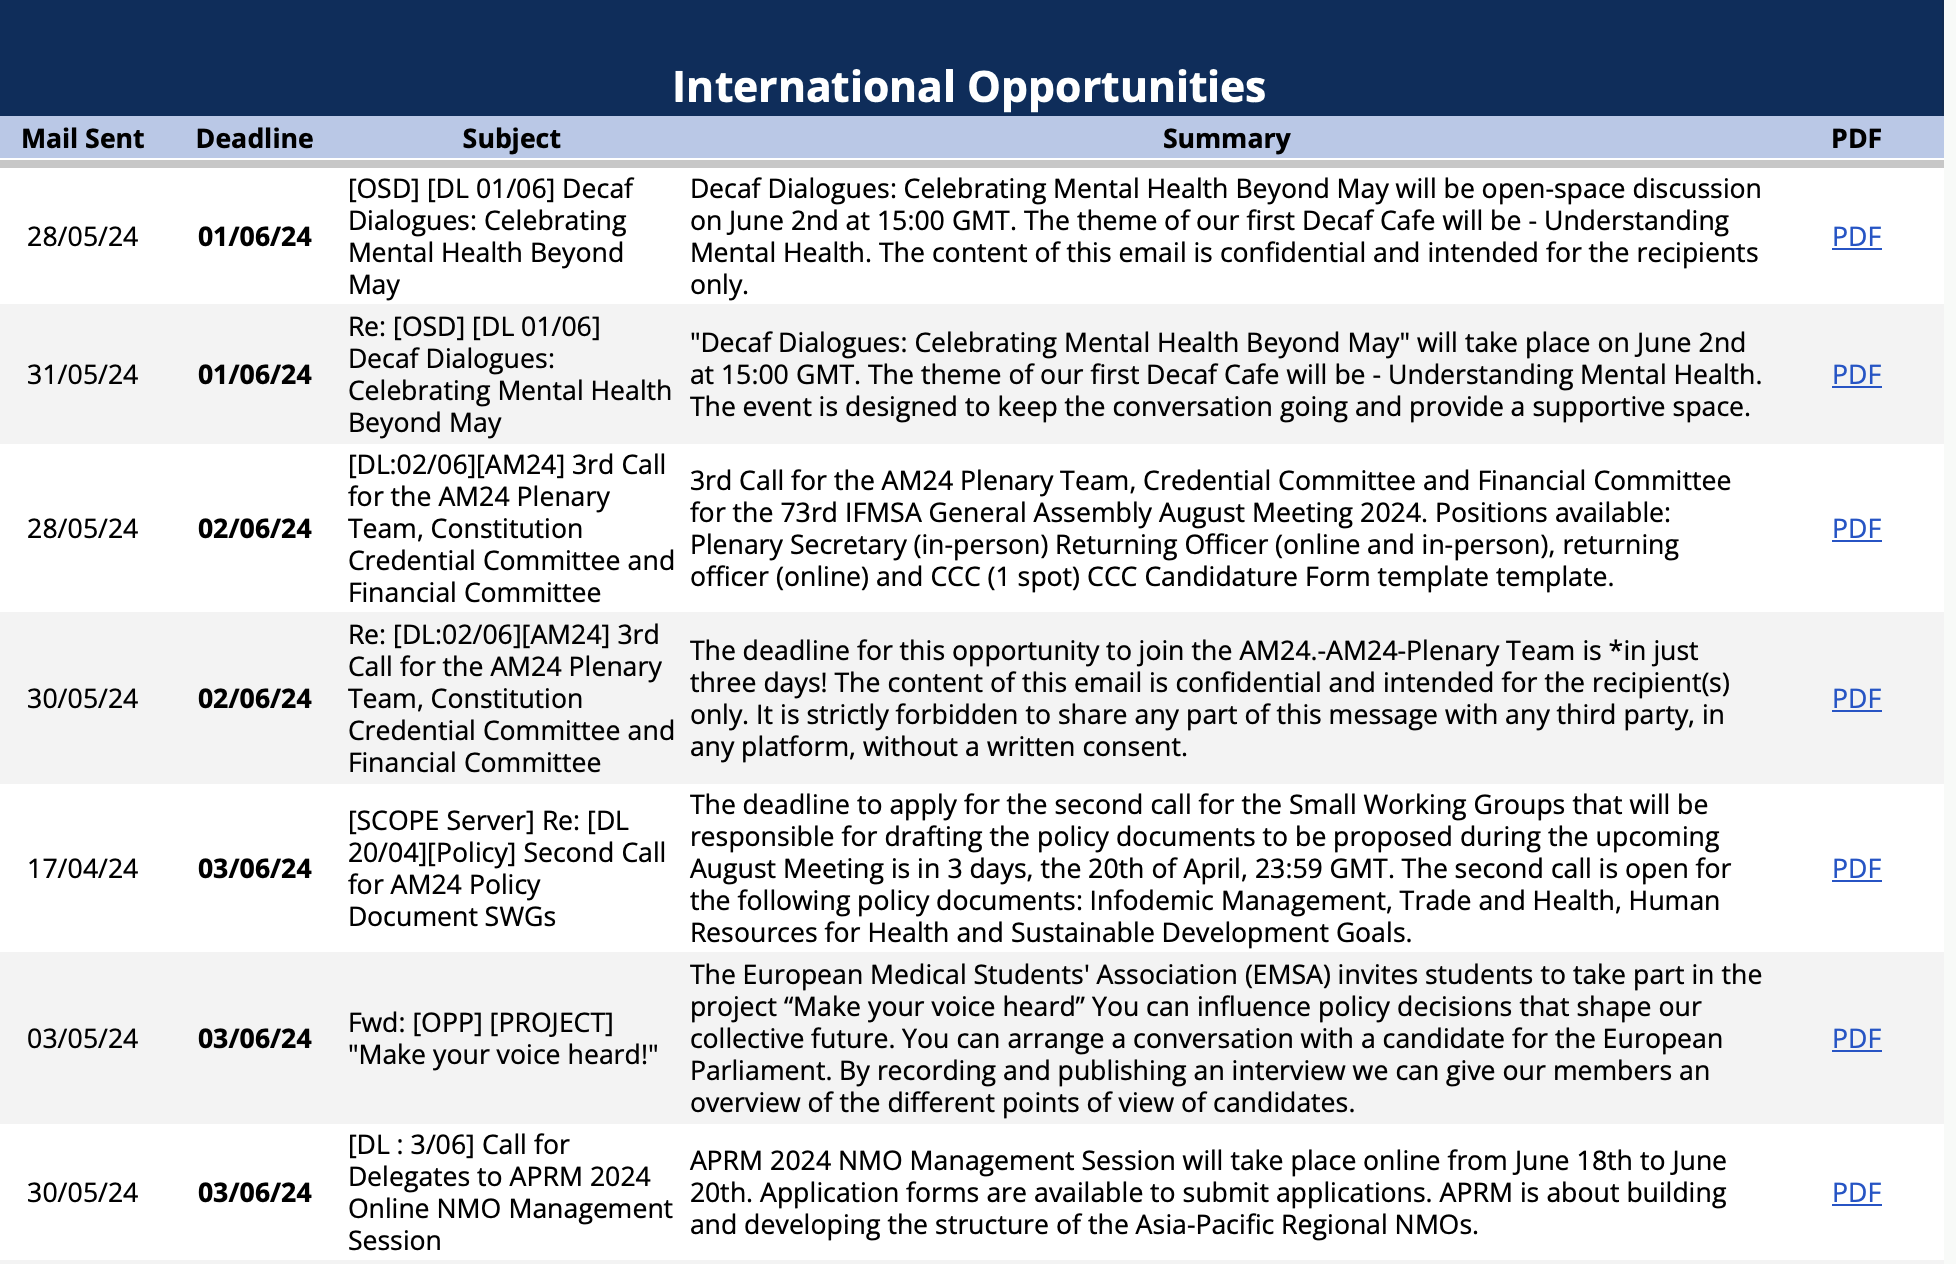 International Opportunities
Mail Sent Deadline Subject Summary PDF
28/05/24
01/06/24
[OSD] [DL 01/06] Decaf
Dialogues: Celebrating
Mental Health Beyond
May
Decaf Dialogues: Celebrating Mental Health Beyond May will be open-space discussion
on June 2nd at 15:00 GMT. The theme of our first Decaf Cafe will be - Understanding
Mental Health. The content of this email is confidential and intended for the recipients
only.
PDF
31/05/24
01/06/24
Re: [OSD] [DL 01/06]
Decaf Dialogues:
Celebrating Mental Health
Beyond May
"Decaf Dialogues: Celebrating Mental Health Beyond May" will take place on June 2nd
at 15:00 GMT. The theme of our first Decaf Cafe will be - Understanding Mental Health.
The event is designed to keep the conversation going and provide a supportive space.
PDF
28/05/24
02/06/24
[DL:02/06][AM24] 3rd Call
for the AM24 Plenary
Team, Constitution
Credential Committee and
Financial Committee
3rd Call for the AM24 Plenary Team, Credential Committee and Financial Committee
for the 73rd IFMSA General Assembly August Meeting 2024. Positions available:
Plenary Secretary (in-person) Returning Officer (online and in-person), returning
officer (online) and CCC (1 spot) CCC Candidature Form template template.
PDF
30/05/24
02/06/24
Re: [DL:02/06][AM24] 3rd
Call for the AM24 Plenary
Team, Constitution
Credential Committee and
Financial Committee
The deadline for this opportunity to join the AM24.-AM24-Plenary Team is *in just
three days! The content of this email is confidential and intended for the recipient(s)
only. It is strictly forbidden to share any part of this message with any third party, in
any platform, without a written consent.
PDF
17/04/24
03/06/24
[SCOPE Server] Re: [DL
20/04][Policy] Second Call
for AM24 Policy
Document SWGs
The deadline to apply for the second call for the Small Working Groups that will be
responsible for drafting the policy documents to be proposed during the upcoming
August Meeting is in 3 days, the 20th of April, 23:59 GMT. The second call is open for
the following policy documents: Infodemic Management, Trade and Health, Human
Resources for Health and Sustainable Development Goals.
PDF
03/05/24
03/06/24
Fwd: [OPP] [PROJECT]
"Make your voice heard!"
The European Medical Students' Association (EMSA) invites students to take part in the
project “Make your voice heard” You can influence policy decisions that shape our
collective future. You can arrange a conversation with a candidate for the European
Parliament. By recording and publishing an interview we can give our members an
overview of the different points of view of candidates.
PDF
30/05/24
03/06/24
[DL : 3/06] Call for
Delegates to APRM 2024
Online NMO Management
Session
APRM 2024 NMO Management Session will take place online from June 18th to June
20th. Application forms are available to submit applications. APRM is about building
and developing the structure of the Asia-Pacific Regional NMOs.
PDF